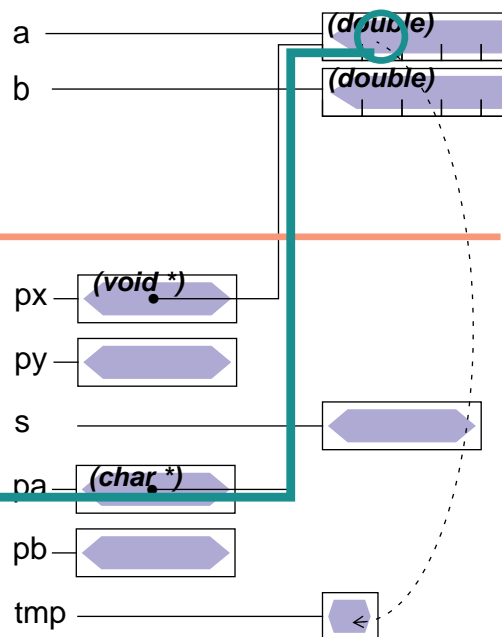 a (double)
b (double)
px (void *)
py
s
pa (char *)
pb
tmp